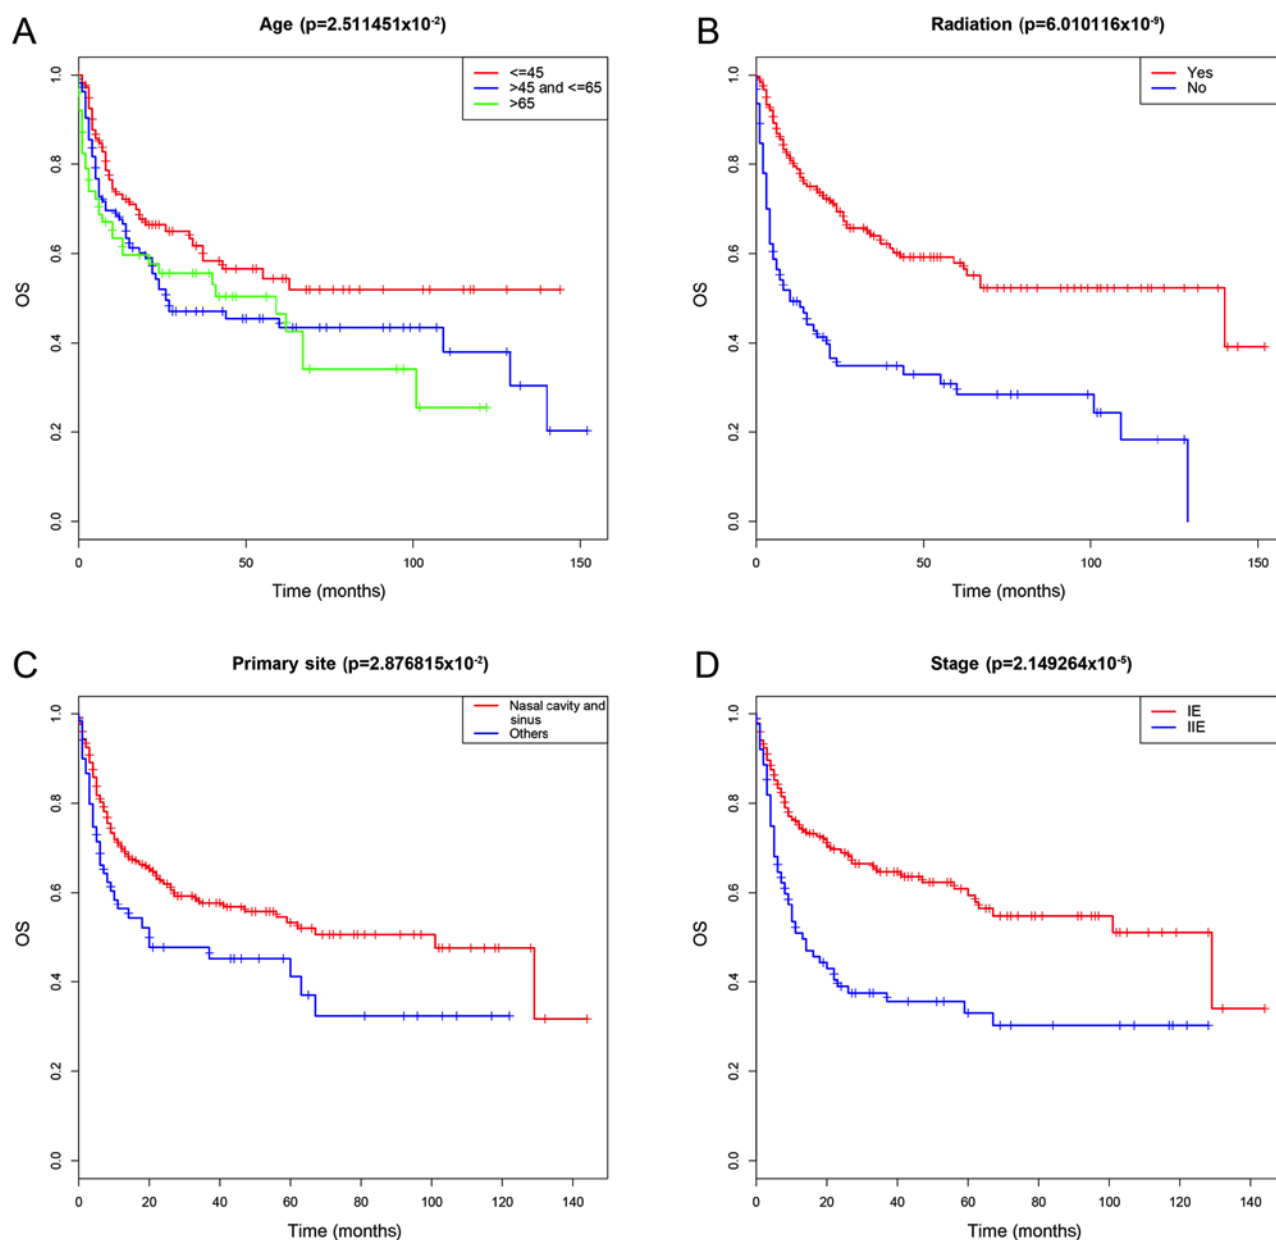 A
Age (p=2.511451x10-2)
<=45
>45 and <=65
>65
OS
1.0
0.8
0.6
0.4
0.2
0.0
0
50
100
150
Time (months)
B
Radiation (p=6.010116x10-9)
Yes
No
OS
1.0
0.8
0.6
0.4
0.2
0.0
0
50
100
150
Time (months)
C
Primary site (p=2.876815x10-2)
Nasal cavity and
sinus
Others
OS
1.0
0.8
0.6
0.4
0.2
0.0
0
20
40
60
80
100
120
140
Time (months)
D
Stage (p=2.149264x10-5)
IE
IIE
OS
1.0
0.8
0.6
0.4
0.2
0.0
0
20
40
60
80
100
120
140
Time (months)